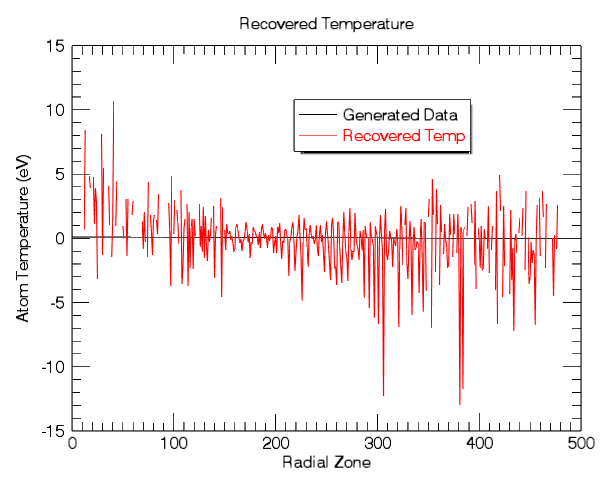 Recovered Temperature
15
10
5
0
-5
-10
-15
Atom Temperature (eV)
Generated Data
Recovered Temp
0
100
200
300
400
500
Radial Zone